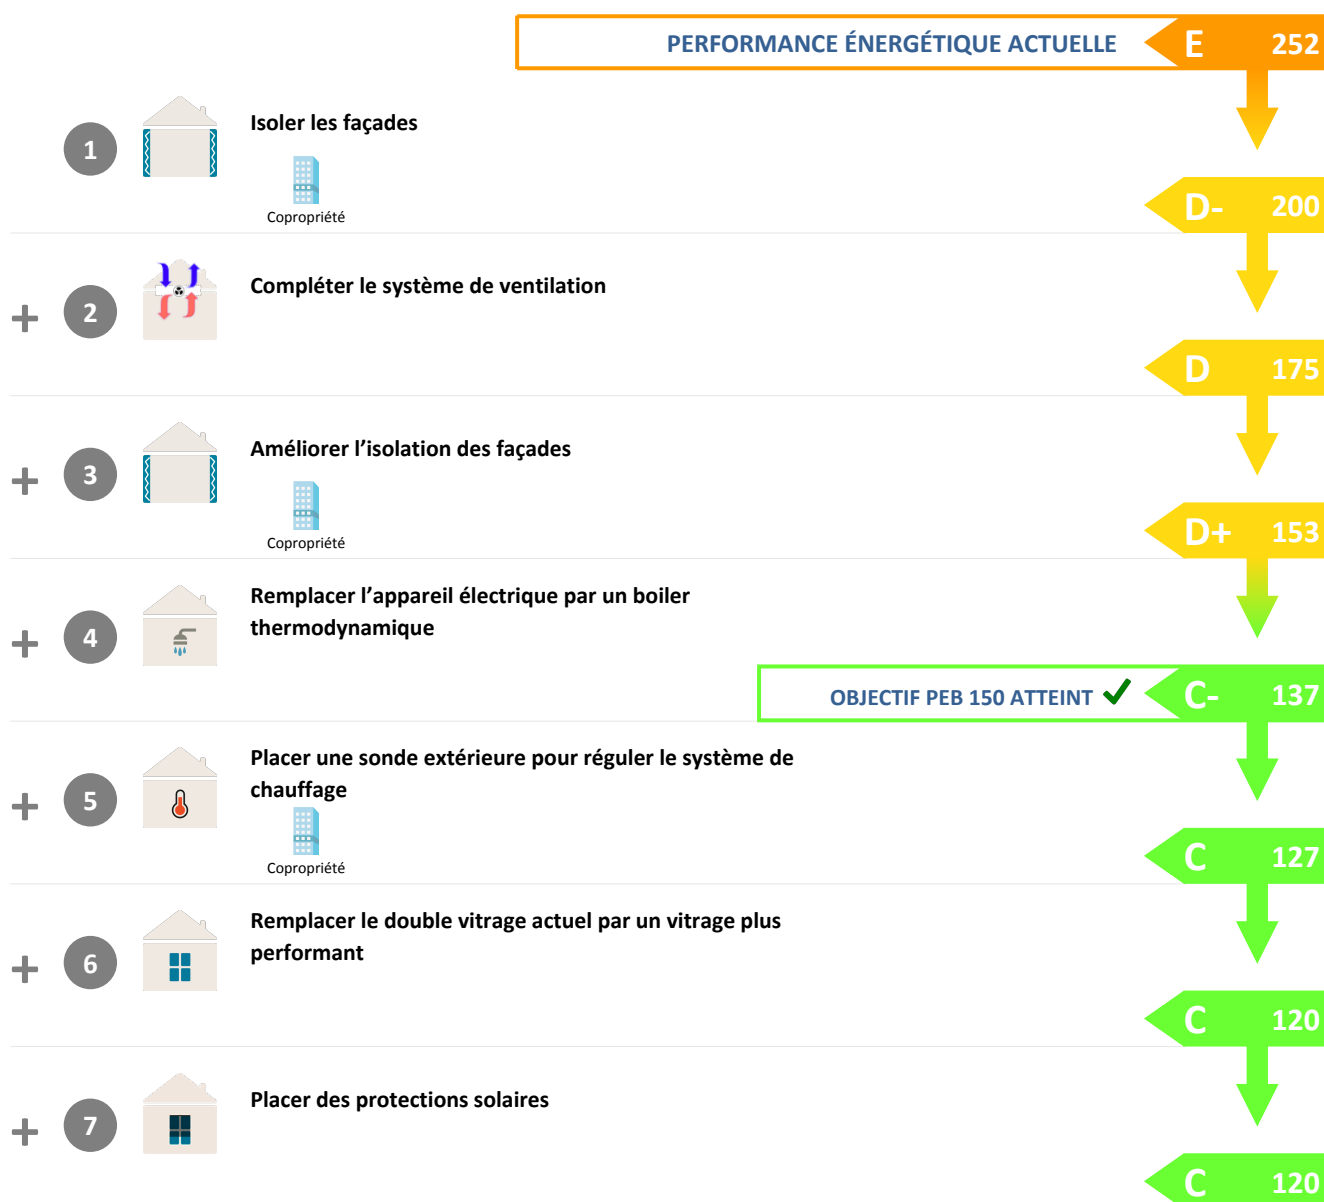 PERFORMANCE ÉNERGÉTIQUE ACTUELLE E 252
1 Isoler les façades
Copropriété
D- 200
+ 2 Compléter le système de ventilation
D 175
+ 3 Améliorer l’isolation des façades
Copropriété
D+ 153
+ 4 Remplacer l’appareil électrique par un boiler
thermodynamique
OBJECTIF PEB 150 ATTEINT C- 137
+ 5 Placer une sonde extérieure pour réguler le système de
chauffage
Copropriété
C 127
+ 6 Remplacer le double vitrage actuel par un vitrage plus
performant
C 120
+ 7 Placer des protections solaires
C 120